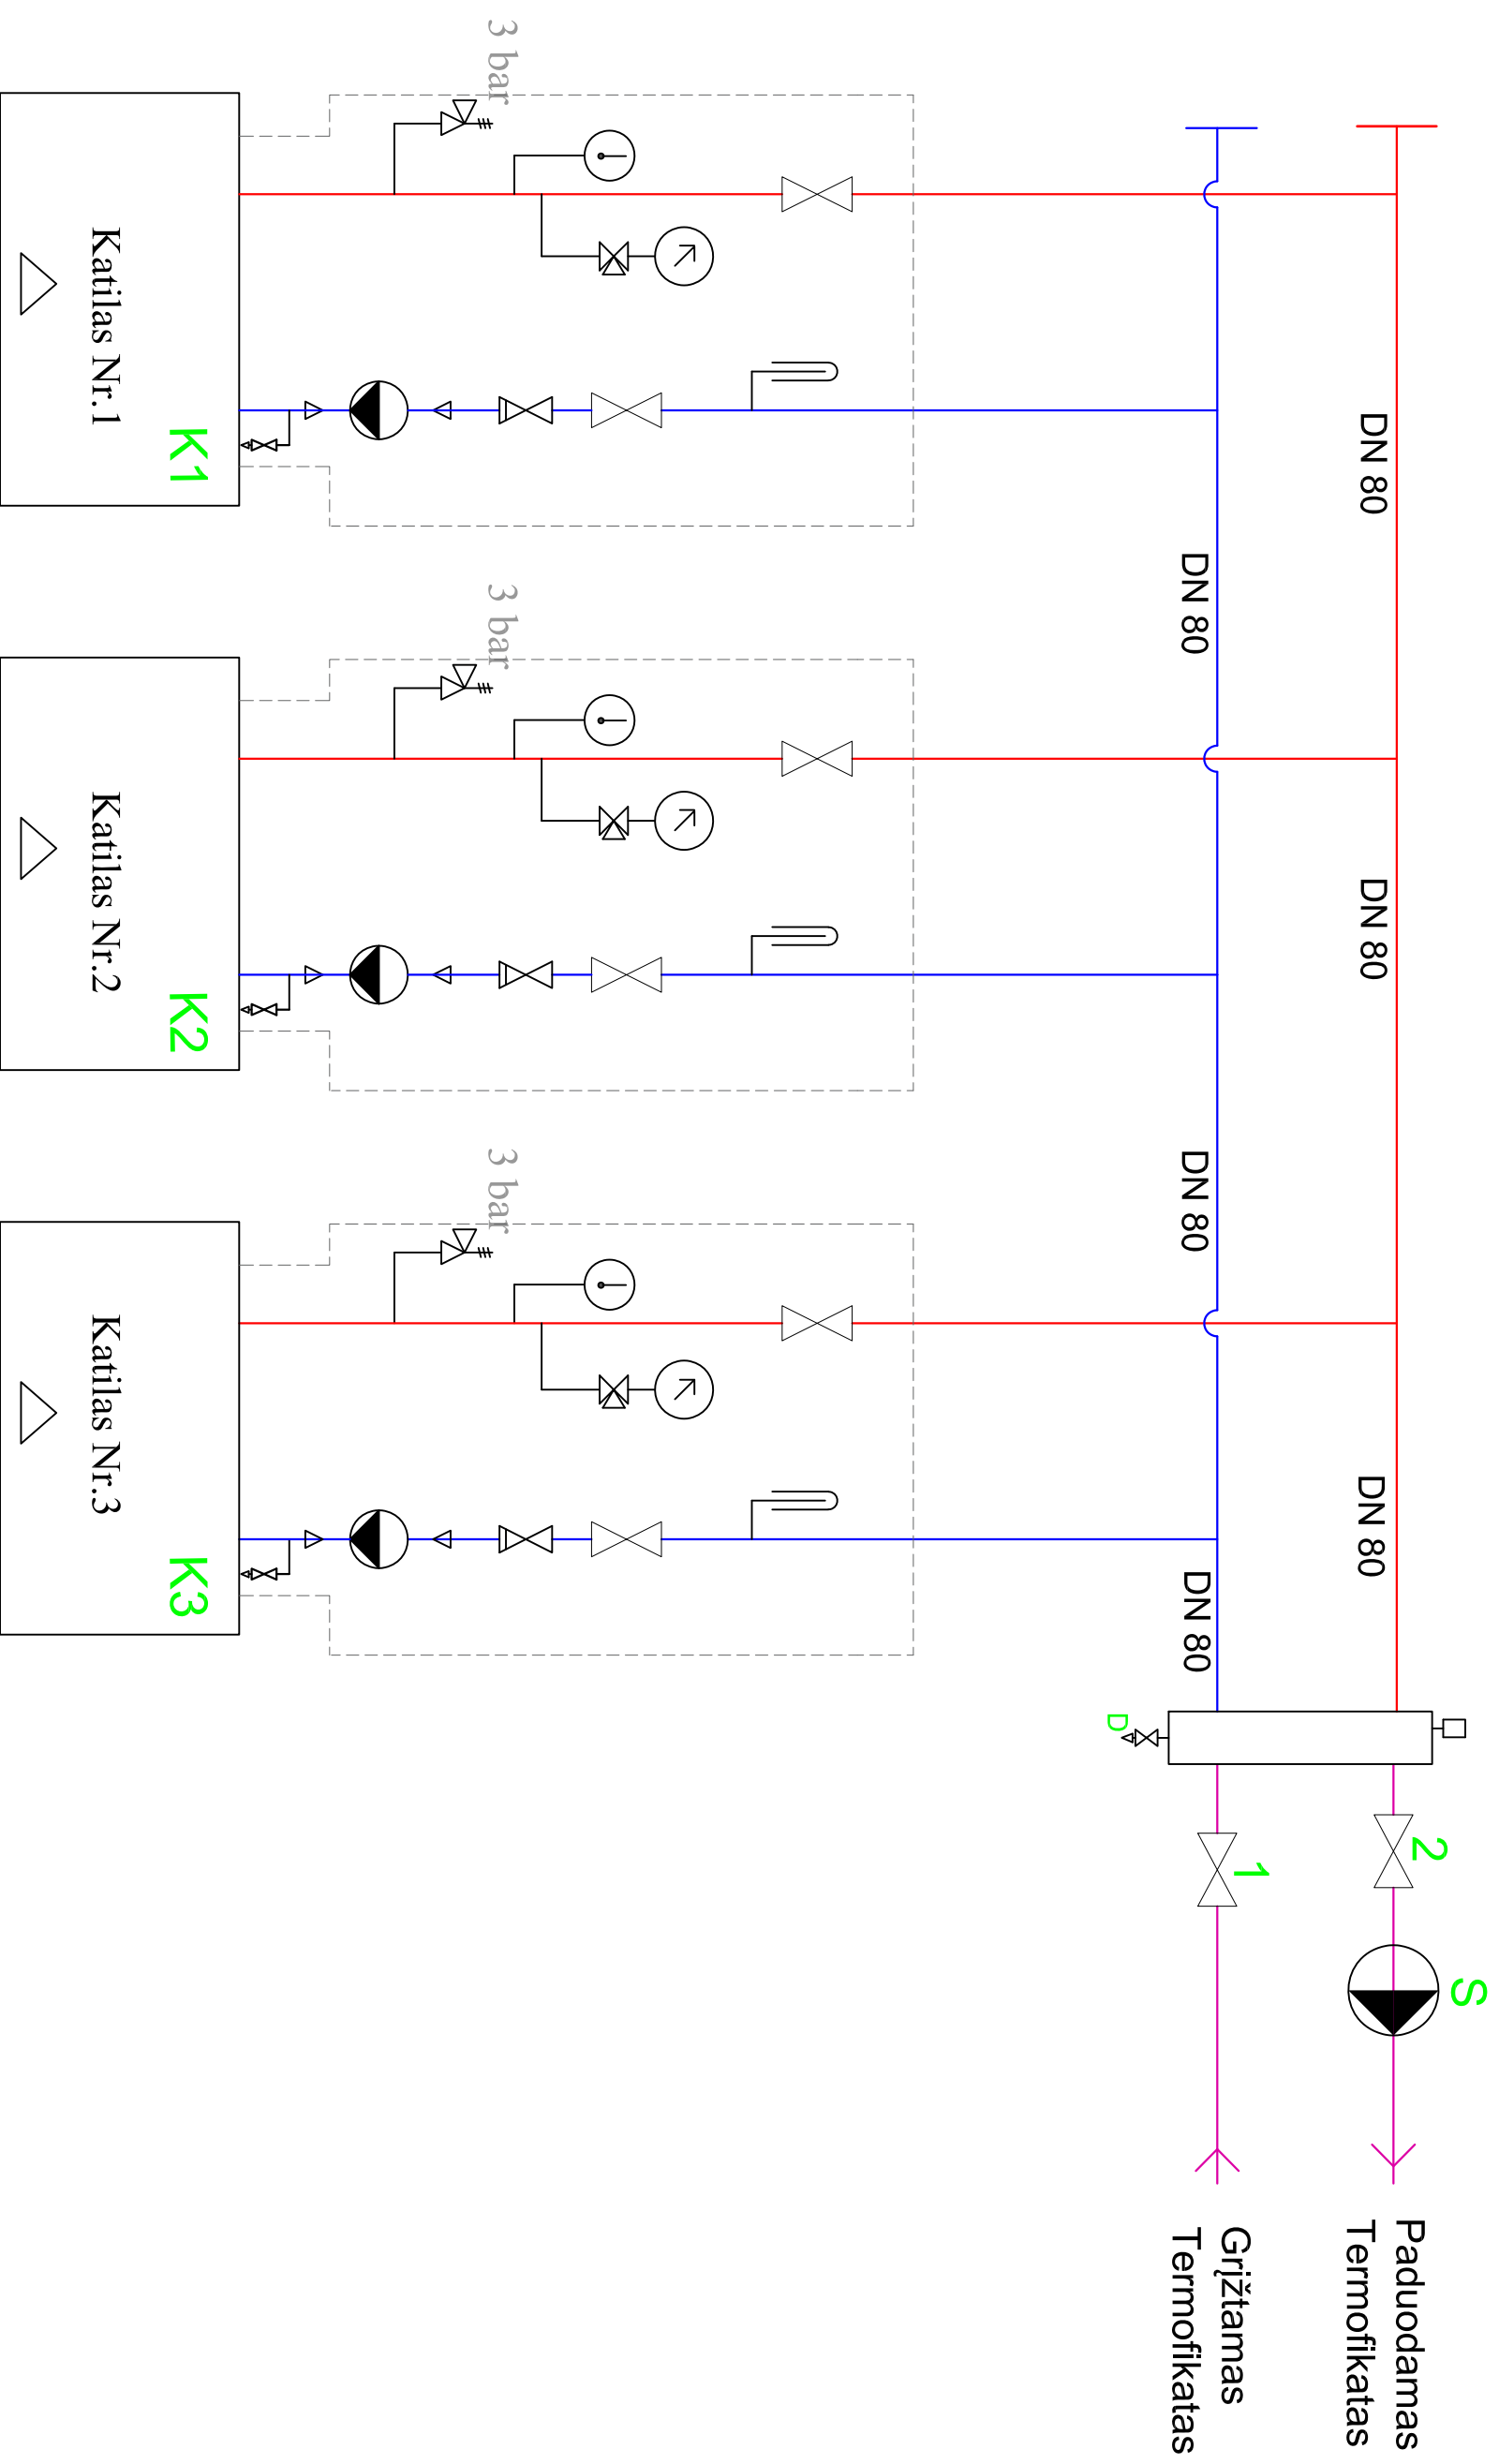 3 bar
Katilas Nr.1
K1
DN 80
DN 80
3 bar
Katilas Nr.2
K2
DN 80
DN 80
3 bar
Katilas Nr.3
K3
DN 80
DN 80
D
2
1
S
Paduodamas
Termofikatas
Grįžtamas
Termofikatas